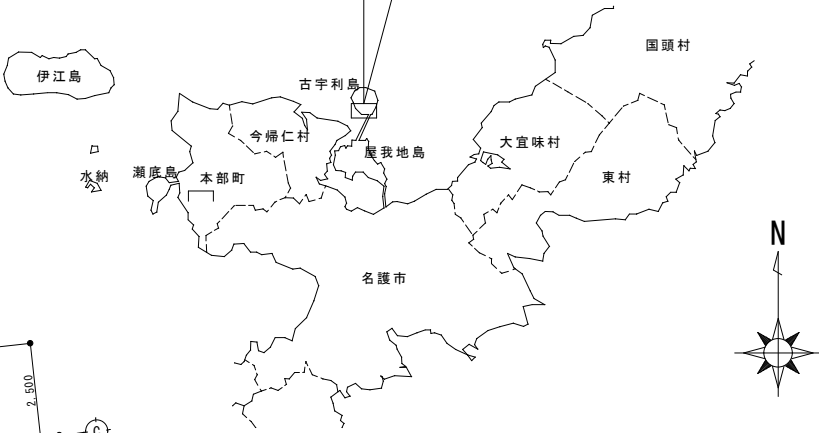 国頭村
伊江島
古宇利島
今帰仁村
大宜味村
屋我地島
水納
瀬底島
本部町
東村
N
名護市
2,500
C